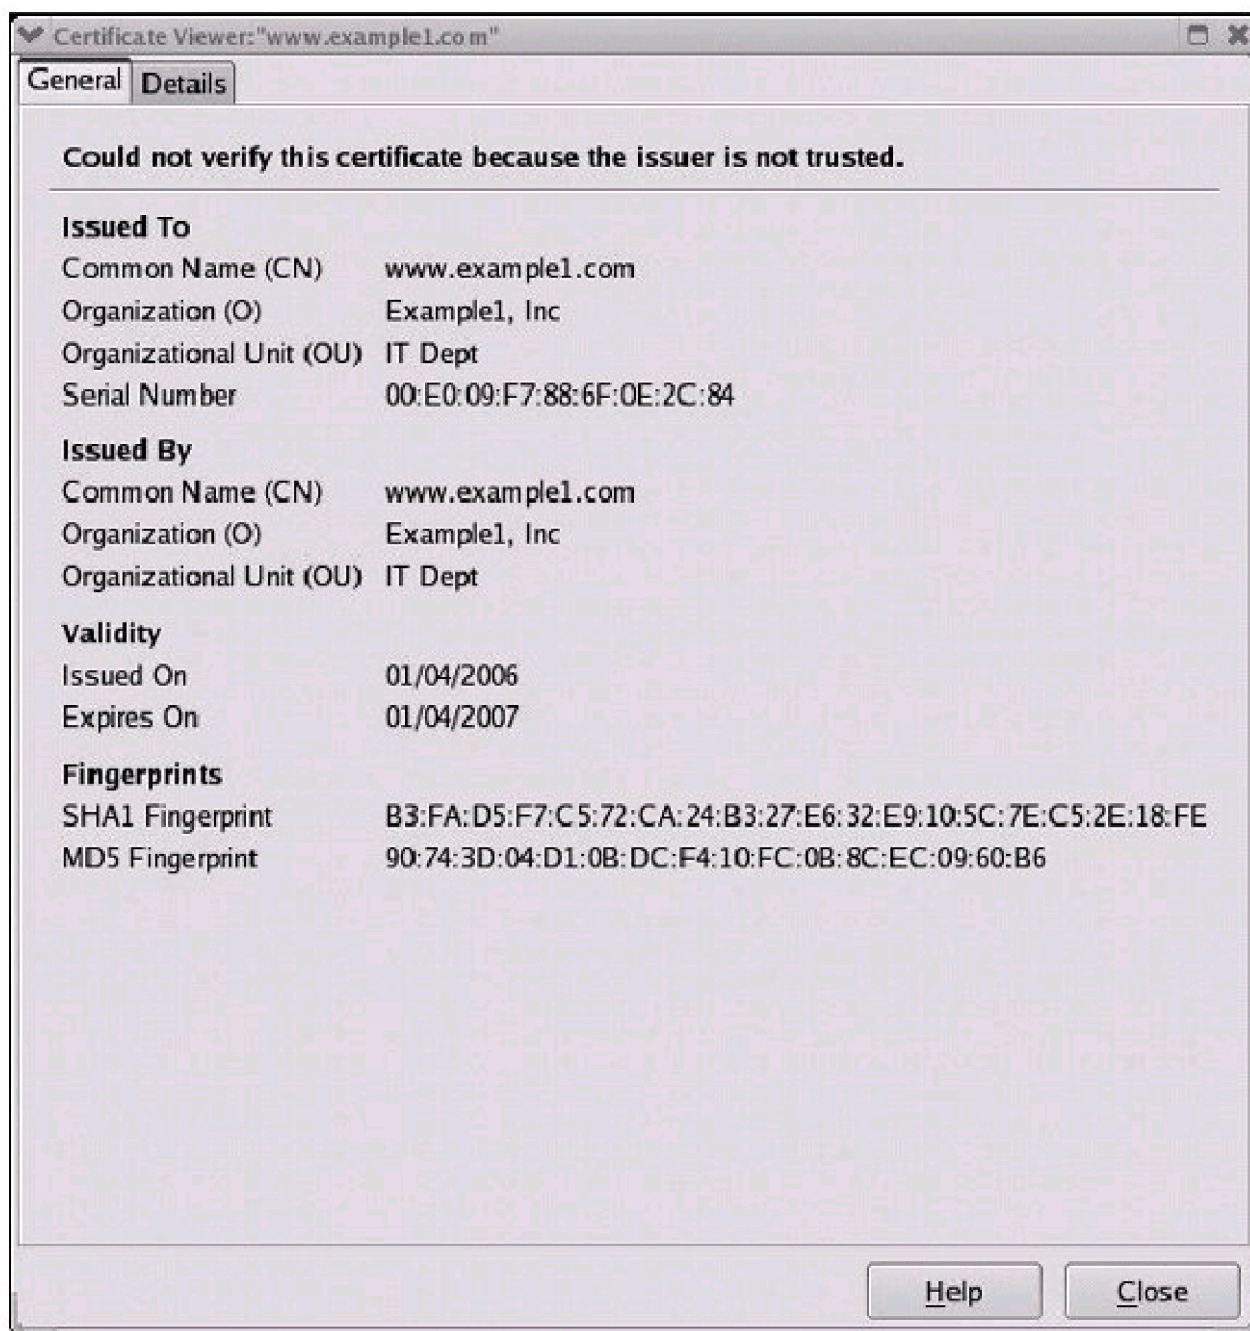 Certificate Viewer:"www.example1.com"
General Details
Could not verify this certificate because the issuer is not trusted.
Issued To
Common Name (CN) www.example1.com
Organization (O) Example1, Inc
Organizational Unit (OU) IT Dept
Serial Number 00:E0:09:F7:88:6F:0E:2C:84
Issued By
Common Name (CN) www.example1.com
Organization (O) Example1, Inc
Organizational Unit (OU) IT Dept
Validity
Issued On 01/04/2006
Expires On 01/04/2007
Fingerprints
SHA1 Fingerprint B3:FA:D5:F7:C5:72:CA:24:B3:27:E6:32:E9:10:5C:7E:C5:2E:18:FE
MD5 Fingerprint 90:74:3D:04:D1:0B:DC:F4:10:FC:0B:8C:EC:09:60:B6
Help Close